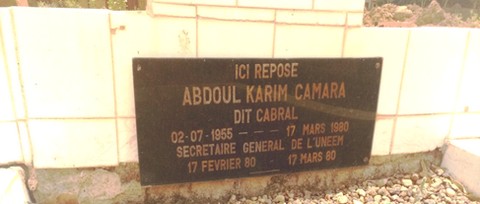 ICI REPOSE
ABDOUL KARIM CAMARA
DIT CABRAL
02-07-1955 --- 17 MARS 1980
SECRETAIRE GENERAL DE L'UNEEM
17 FEVRIER 80 - 17 MARS 80